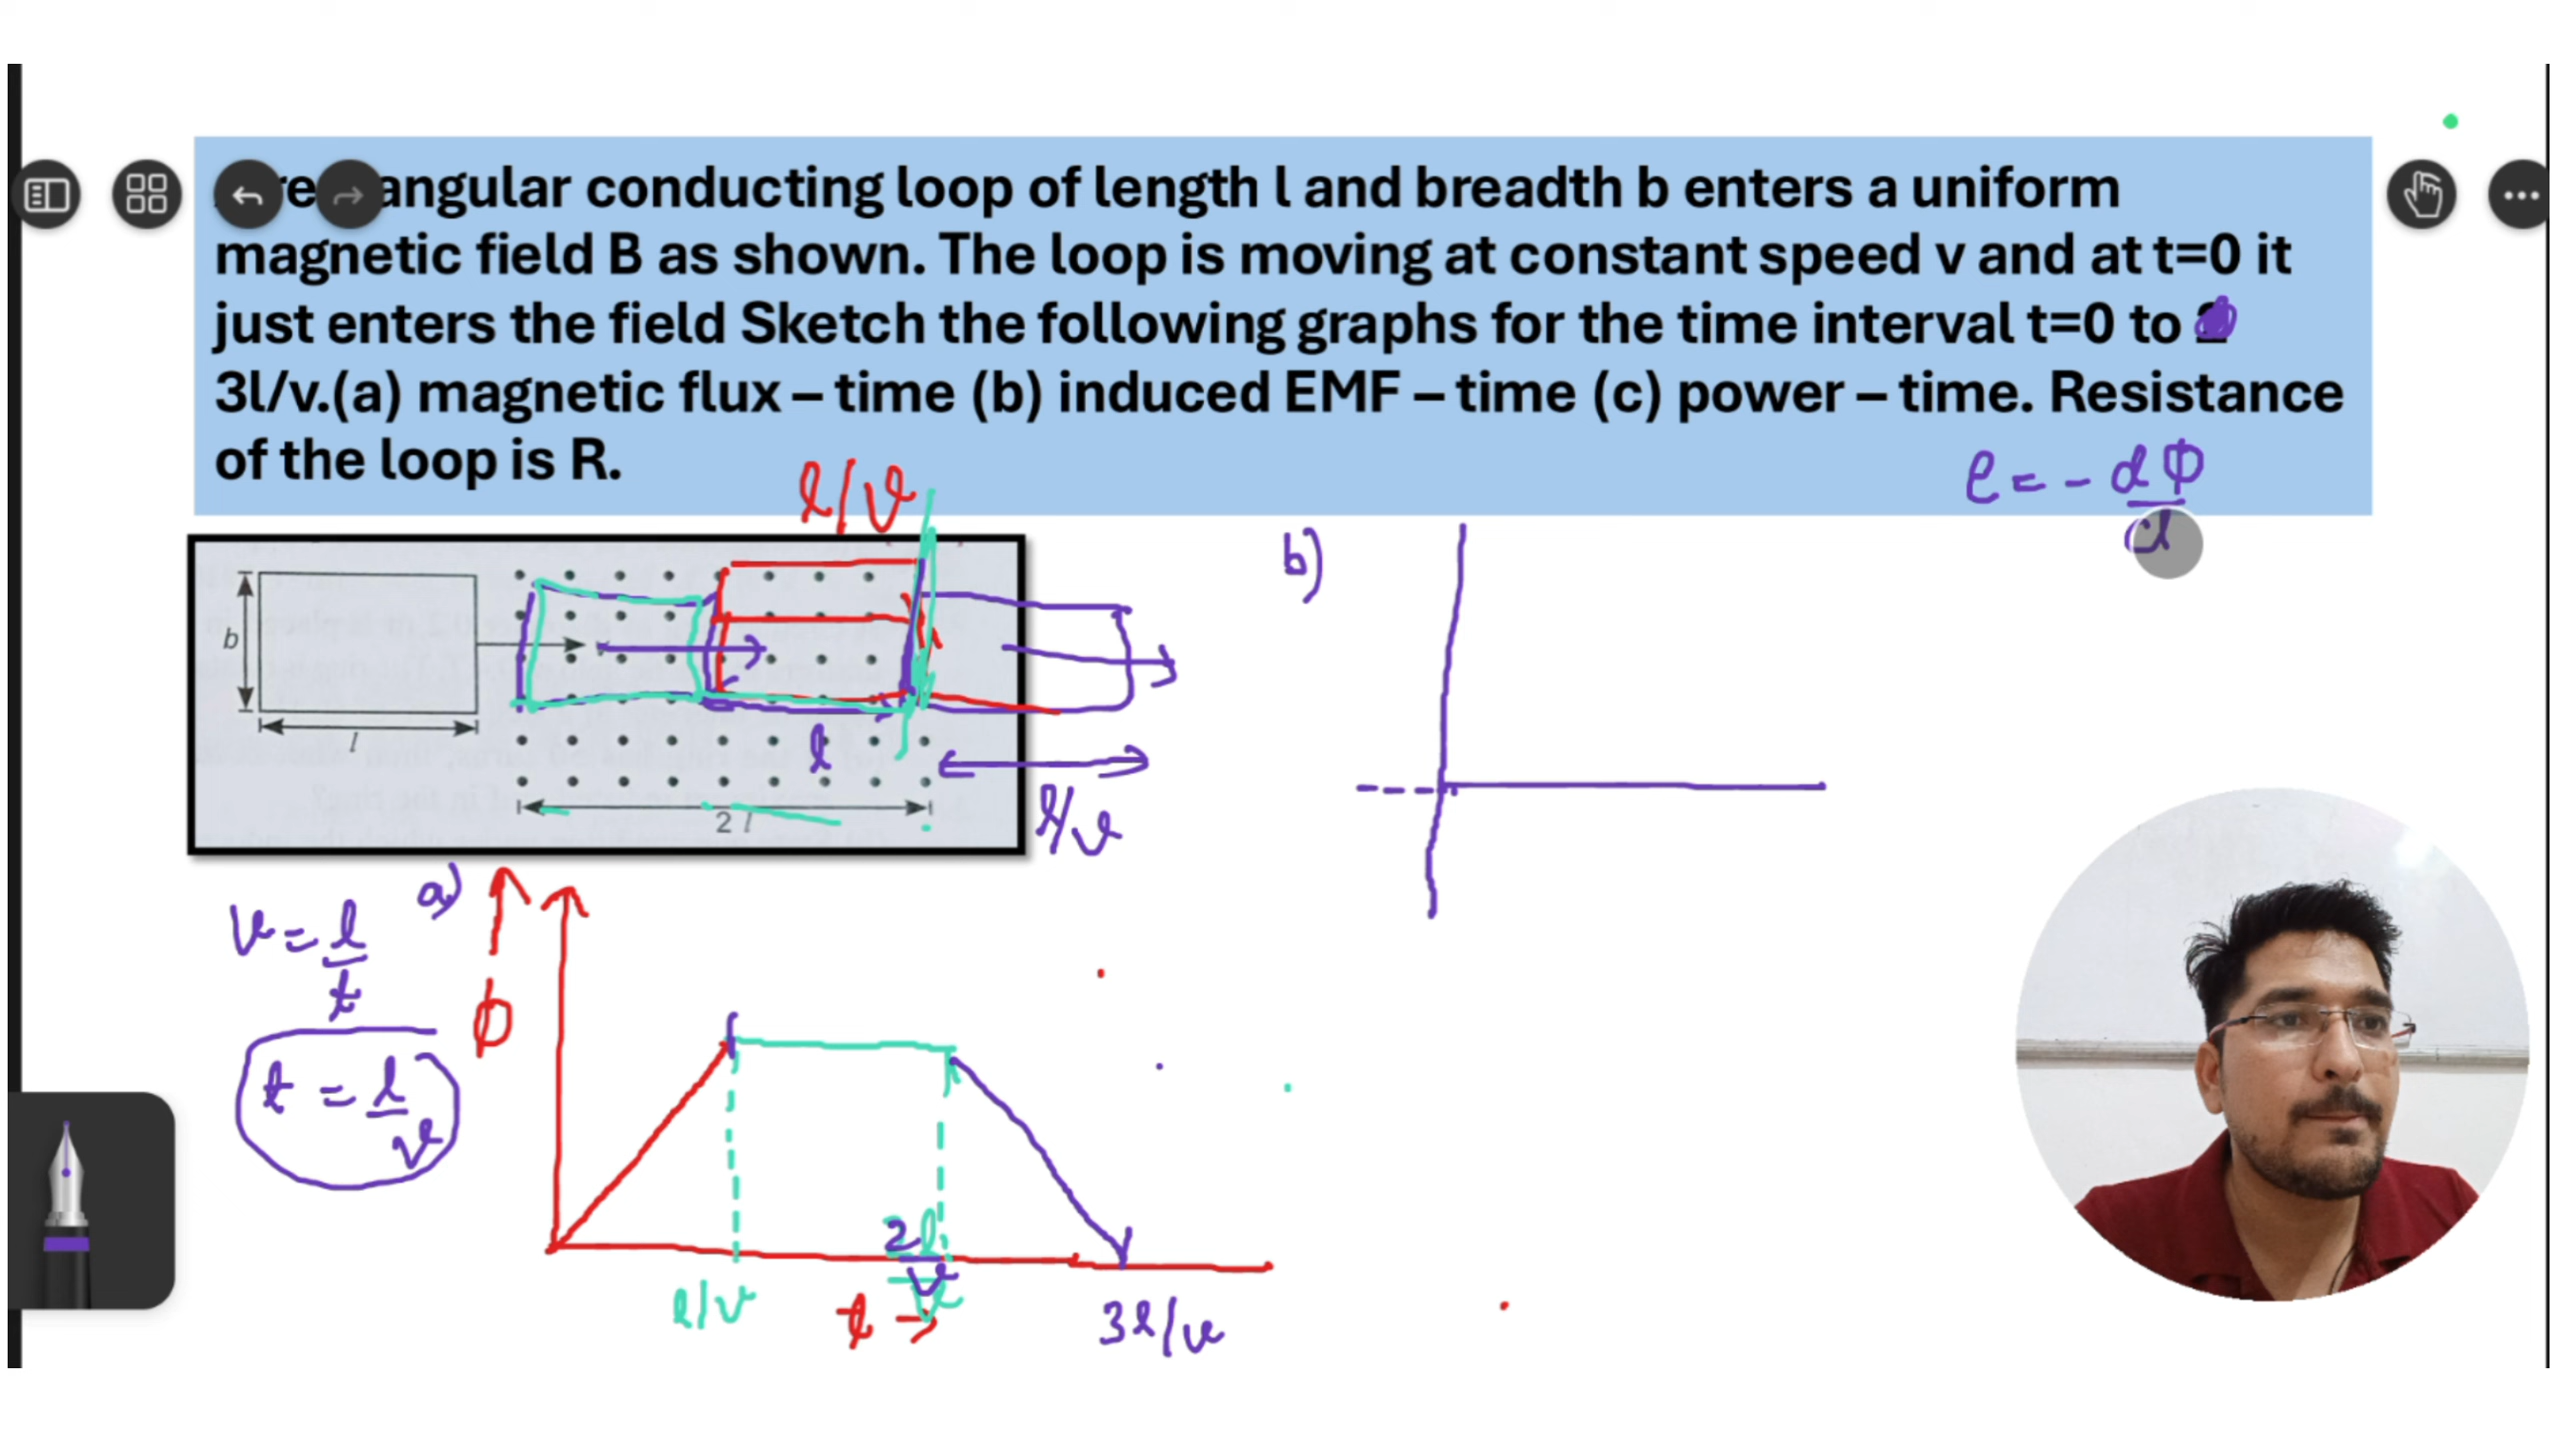 rectangular conducting loop of length l and breadth b enters a uniform
magnetic field B as shown. The loop is moving at constant speed v and at t=0 it
just enters the field Sketch the following graphs for the time interval t=0 to
3l/v.(a) magnetic flux – time (b) induced EMF – time (c) power – time. Resistance
of the loop is R.
e = - dΦ
l/v
b
l
l
2 l
l/v
b)
a)
v = l/t
t = l/v
ϕ
l/v
2l/v
t →
3l/v